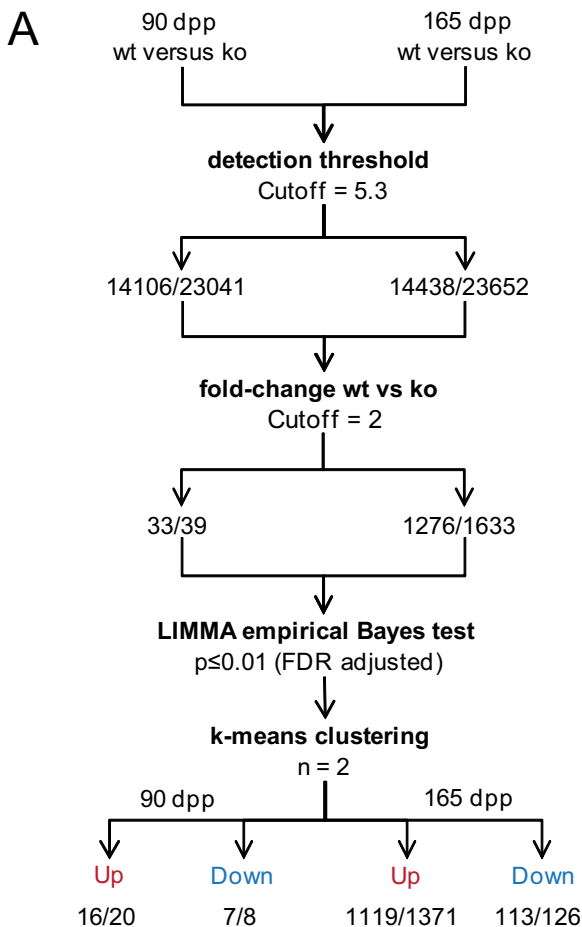 A
90 dpp
wt versus ko
165 dpp
wt versus ko
detection threshold
Cutoff = 5.3
14106/23041
14438/23652
fold-change wt vs ko
Cutoff = 2
33/39
1276/1633
LIMMA empirical Bayes test
p≤0.01 (FDR adjusted)
k-means clustering
n = 2
90 dpp
165 dpp
Up
Down
Up
Down
16/20
7/8
1119/1371
113/126